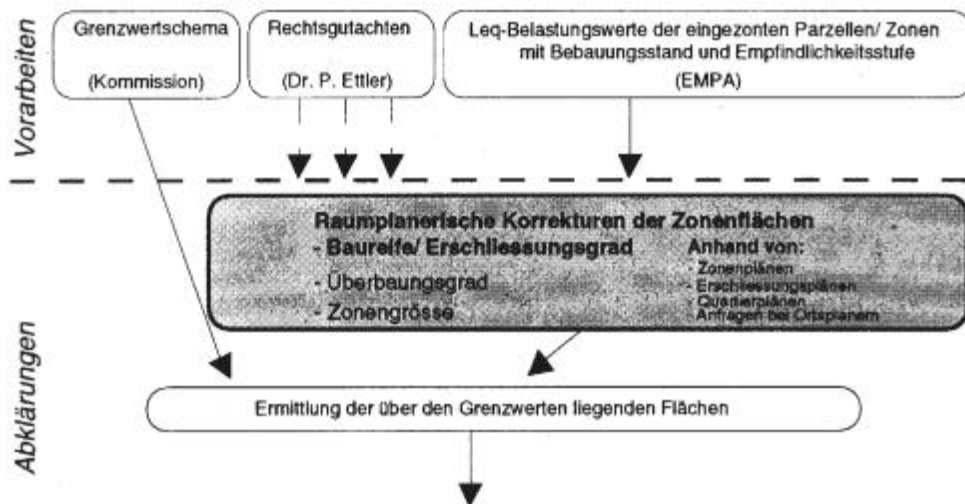 Vorarbeiten
Grenzwertschema
(Kommission)
Rechtsgutachten
(Dr. P. Ettler)
Leq-Belastungswerte der eingezonten Parzellen/ Zonen
mit Bebauungsstand und Empfindlichkeitsstufe
(EMPA)
Abklärungen
Raumplanerische Korrekturen der Zonenflächen
- Baureife/ Erschliessungsgrad
- Überbaungsgrad
- Zonengrösse
Anhand von:
- Zonenplänen
- Erschliessungsplänen
- Quartierplänen
Anfragen bei Ortsplanern
Ermittlung der über den Grenzwerten liegenden Flächen